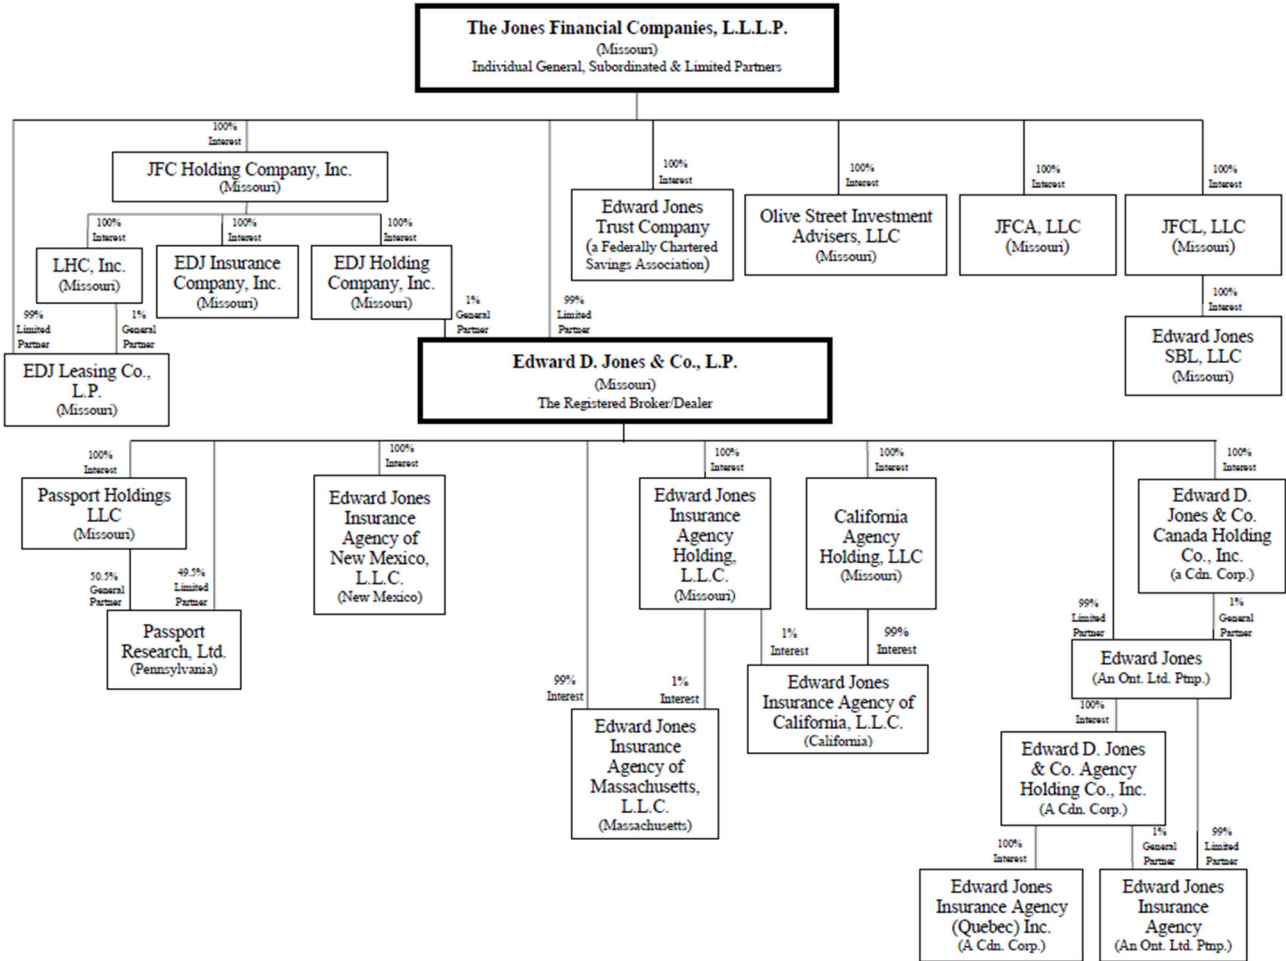 The Jones Financial Companies, L.L.L.P.
(Missouri)
Individual General, Subordinated & Limited Partners
100%
Interest
JFC Holding Company, Inc.
(Missouri)
100%
Interest
Edward Jones
Trust Company
(a Federally Chartered
Savings Association)
100%
Interest
Olive Street Investment
Advisers, LLC
(Missouri)
100%
Interest
JFCA, LLC
(Missouri)
100%
Interest
JFCL, LLC
(Missouri)
100%
Interest
LHC, Inc.
(Missouri)
100%
Interest
EDJ Insurance
Company, Inc.
(Missouri)
100%
Interest
EDJ Holding
Company, Inc.
(Missouri)
99%
Limited
Partner
1%
General
Partner
EDJ Leasing Co.,
L.P.
(Missouri)
1%
General
Partner
99%
Limited
Partner
Edward D. Jones & Co., L.P.
(Missouri)
The Registered Broker/Dealer
100%
Interest
Edward Jones
SBL, LLC
(Missouri)
100%
Interest
Passport Holdings
LLC
(Missouri)
50.5%
General
Partner
49.5%
Limited
Partner
Passport
Research, Ltd.
(Pennsylvania)
100%
Interest
Edward Jones
Insurance
Agency of
New Mexico,
L.L.C.
(New Mexico)
100%
Interest
Edward Jones
Insurance
Agency
Holding,
L.L.C.
(Missouri)
100%
Interest
California
Agency
Holding, LLC
(Missouri)
99%
Interest
1%
Interest
Edward Jones
Insurance
Agency of
Massachusetts,
L.L.C.
(Massachusetts)
1%
Interest
99%
Interest
Edward Jones
Insurance Agency of
California, L.L.C.
(California)
100%
Interest
Edward D.
Jones & Co.
Canada Holding
Co., Inc.
(a Cdn. Corp.)
99%
Limited
Partner
1%
General
Partner
Edward Jones
(An Ont. Ltd. Ptnp.)
100%
Interest
Edward D. Jones
& Co. Agency
Holding Co., Inc.
(A Cdn. Corp.)
100%
Interest
1%
General
Partner
99%
Limited
Partner
Edward Jones
Insurance Agency
(Quebec) Inc.
(A Cdn. Corp.)
Edward Jones
Insurance
Agency
(An Ont. Ltd. Ptnp.)